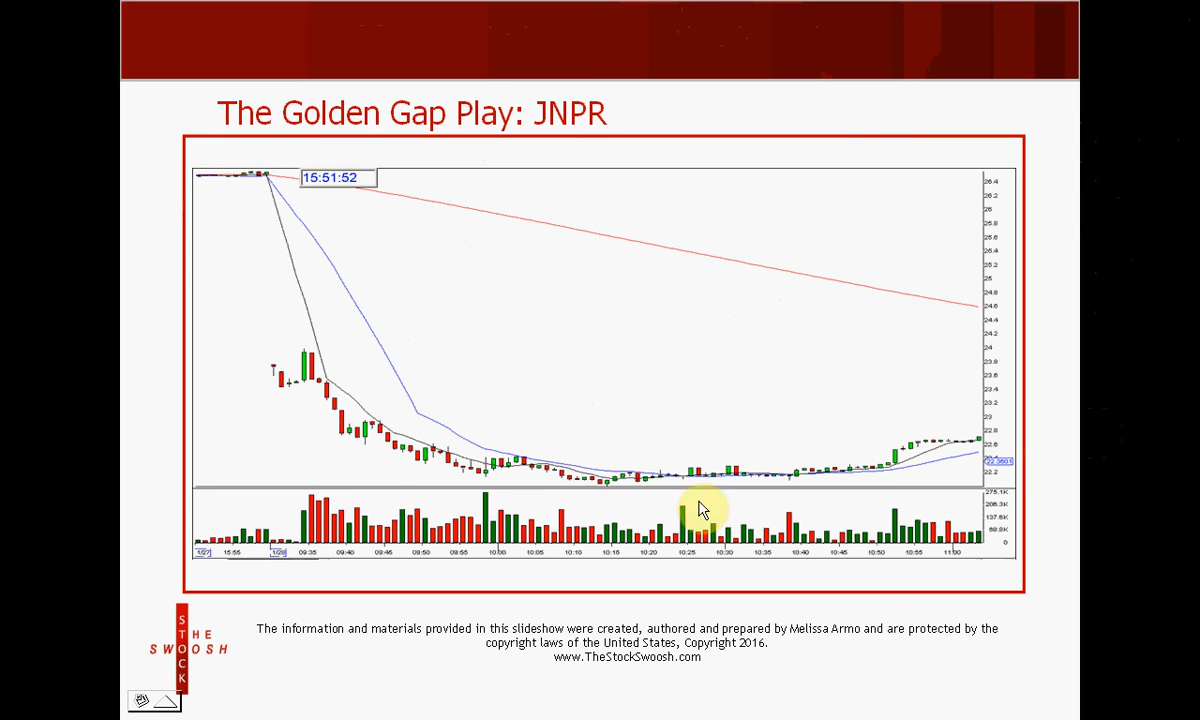 The Golden Gap Play: JNPR
15:51:52
26.4
26.2
26
25.8
25.6
25.4
25.2
25
24.8
24.6
24.4
24.2
24
23.8
23.6
23.4
23.2
23
22.8
22.6
22.3501
22.2
275.1K
206.3K
137.6K
68.8K
0
1/27 15:55 1/28 09:35 09:40 09:45 09:50 09:55 10:00 10:05 10:10 10:15 10:20 10:25 10:30 10:35 10:40 10:45 10:50 10:55 11:00
The information and materials provided in this slideshow were created, authored and prepared by Melissa Armo and are protected by the
copyright laws of the United States, Copyright 2016.
www.TheStockSwoosh.com
THE
STOCK
SWOOSH